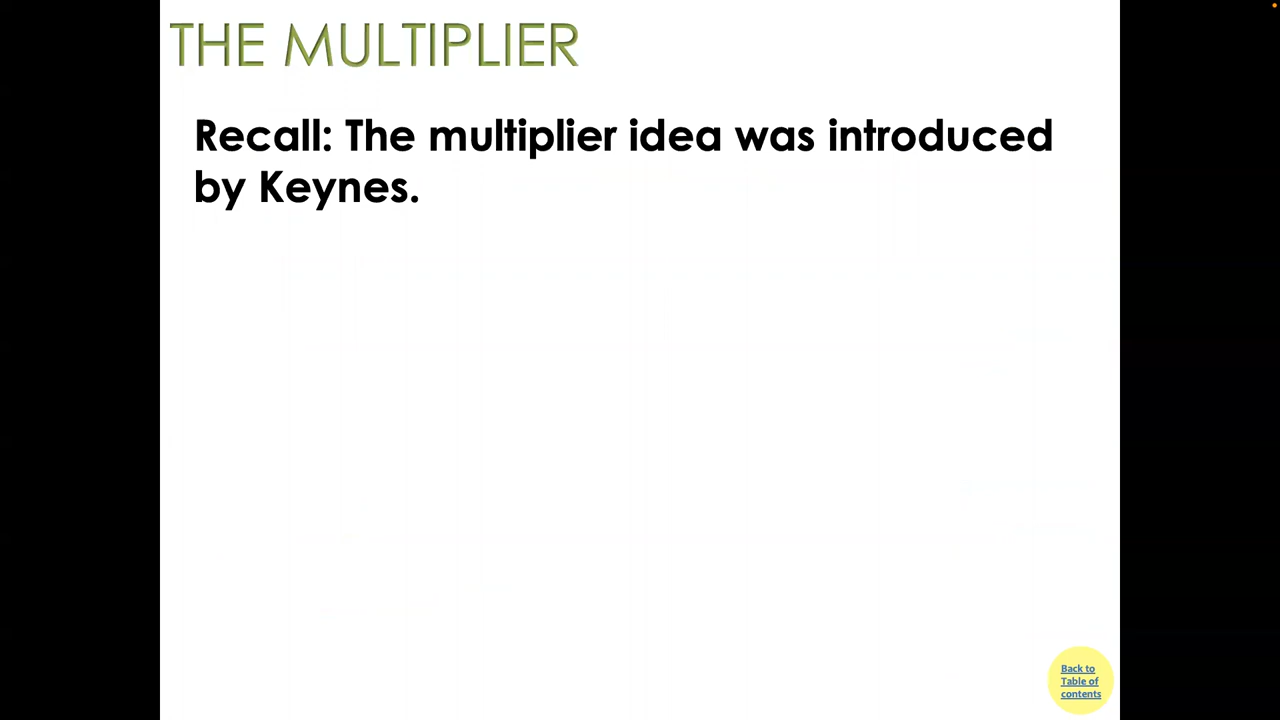 THE MULTIPLIER
Recall: The multiplier idea was introduced
by Keynes.
Back to
Table of
contents